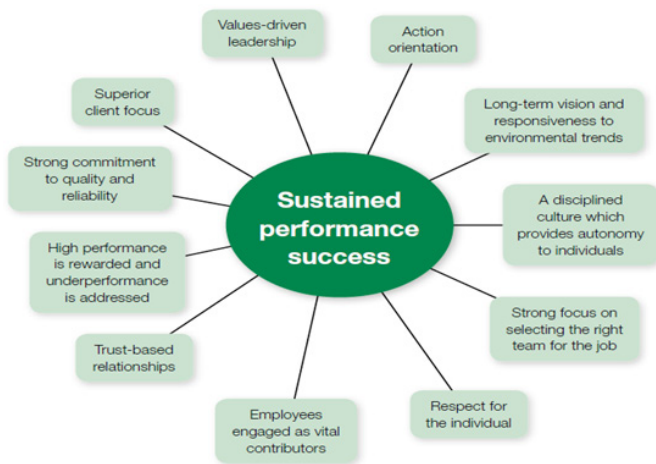 Values-driven
leadership
Action
orientation
Superior
client focus
Long-term vision and
responsiveness to
environmental trends
Strong commitment
to quality and
reliability
Sustained
performance
success
A disciplined
culture which
provides autonomy
to individuals
High performance
is rewarded and
underperformance
is addressed
Strong focus on
selecting the right
team for the job
Trust-based
relationships
Employees
engaged as vital
contributors
Respect for
the individual